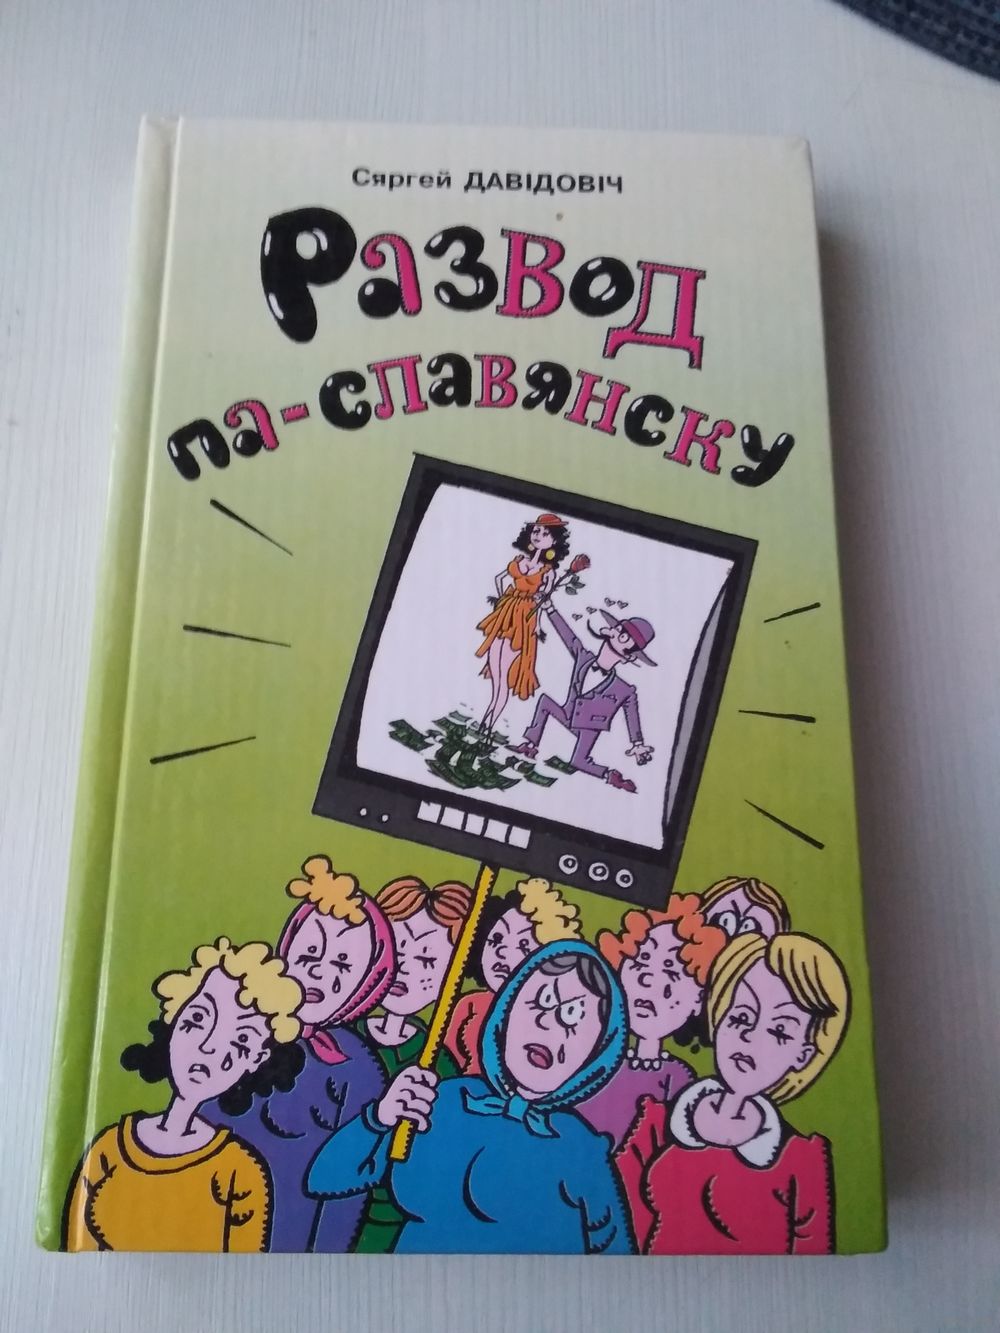 Сяргей ДАВІДОВІЧ
Развод
па-славянску